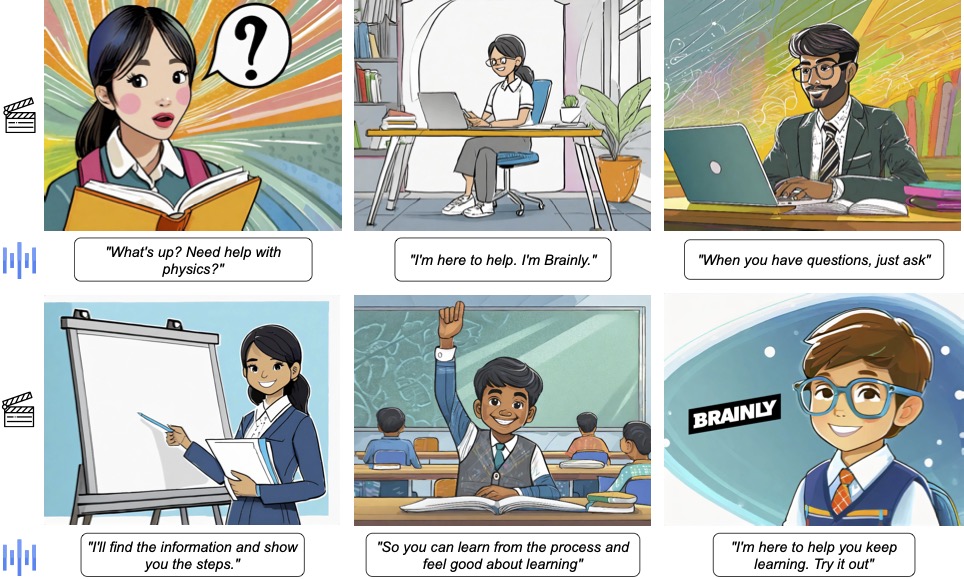 ?
"What's up? Need help with
physics?"
"I'm here to help. I'm Brainly."
"When you have questions, just ask"
BRAINLY
"I'll find the information and show
you the steps."
"So you can learn from the process and
feel good about learning"
"I'm here to help you keep
learning. Try it out"